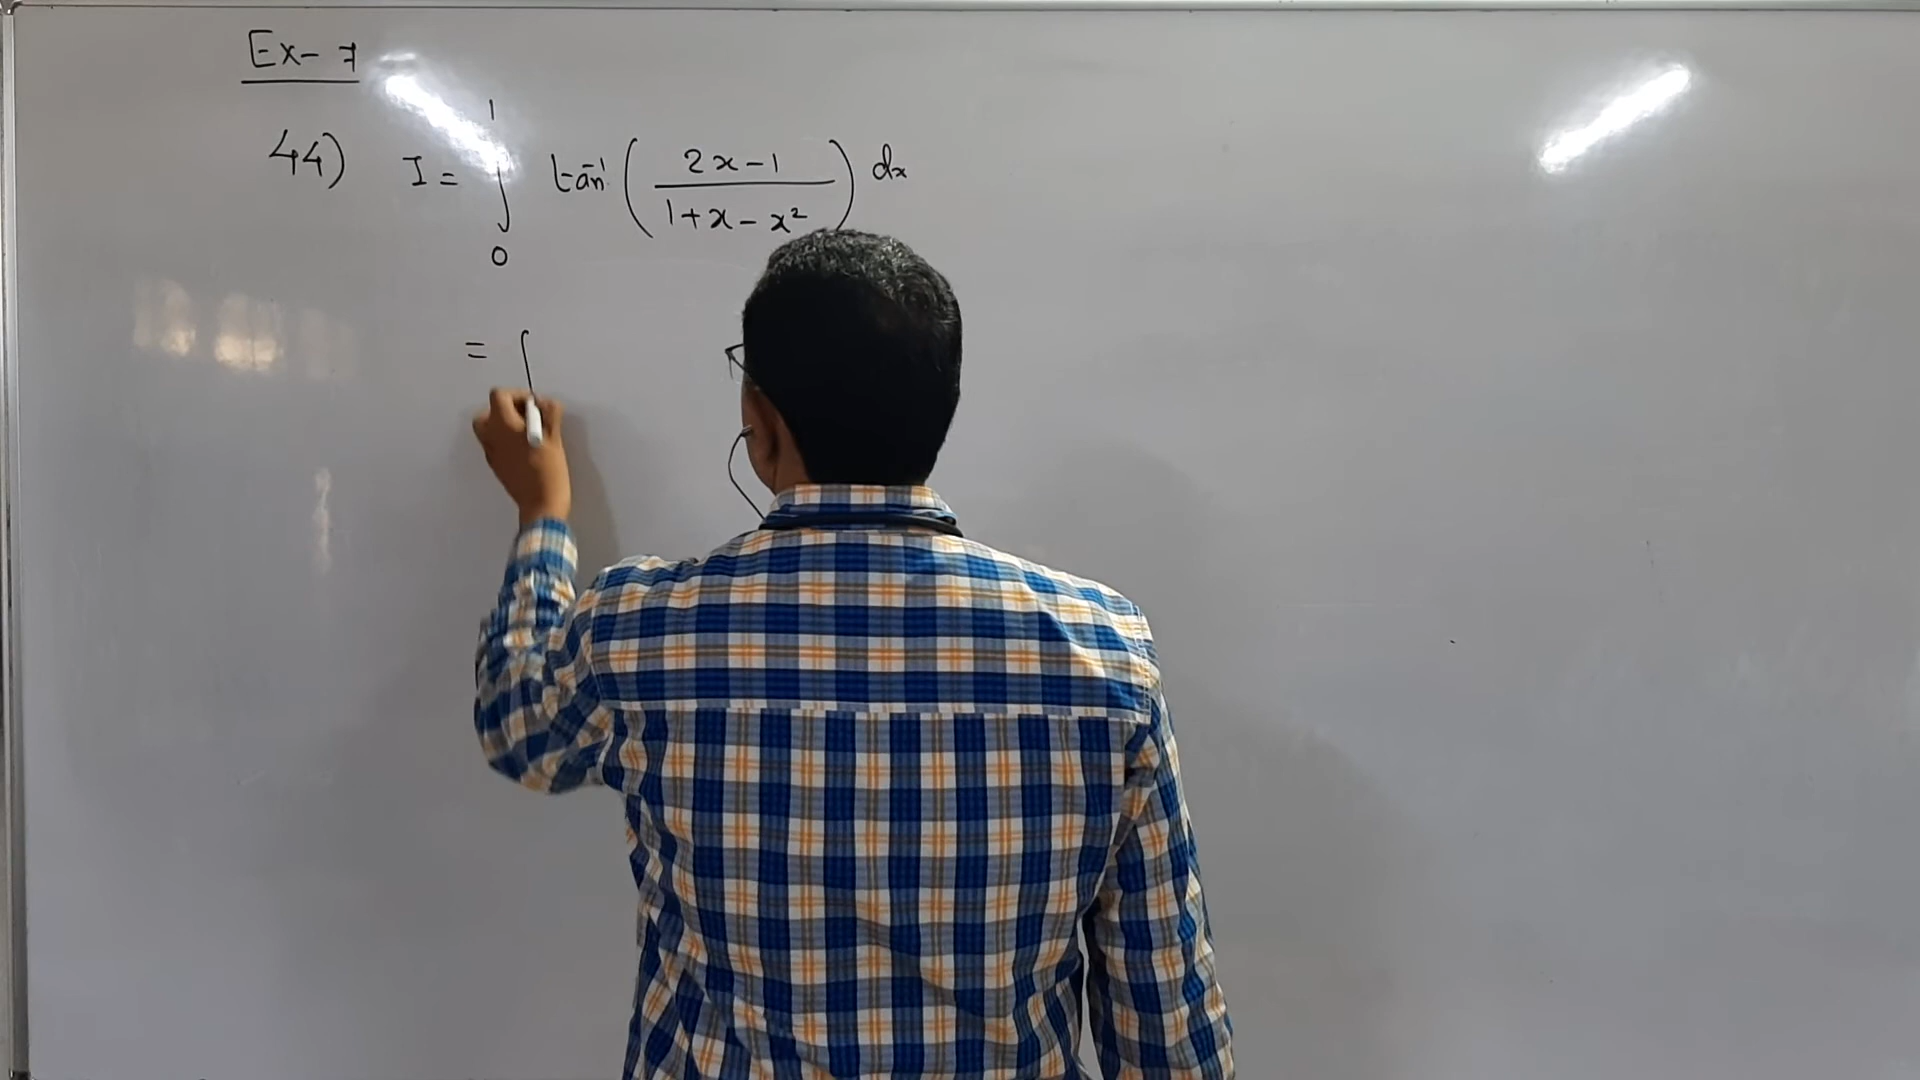 Ex-7
44) I = ∫₀¹ tan⁻¹ ( (2x-1) / (1+x-x²) ) dx
= ∫